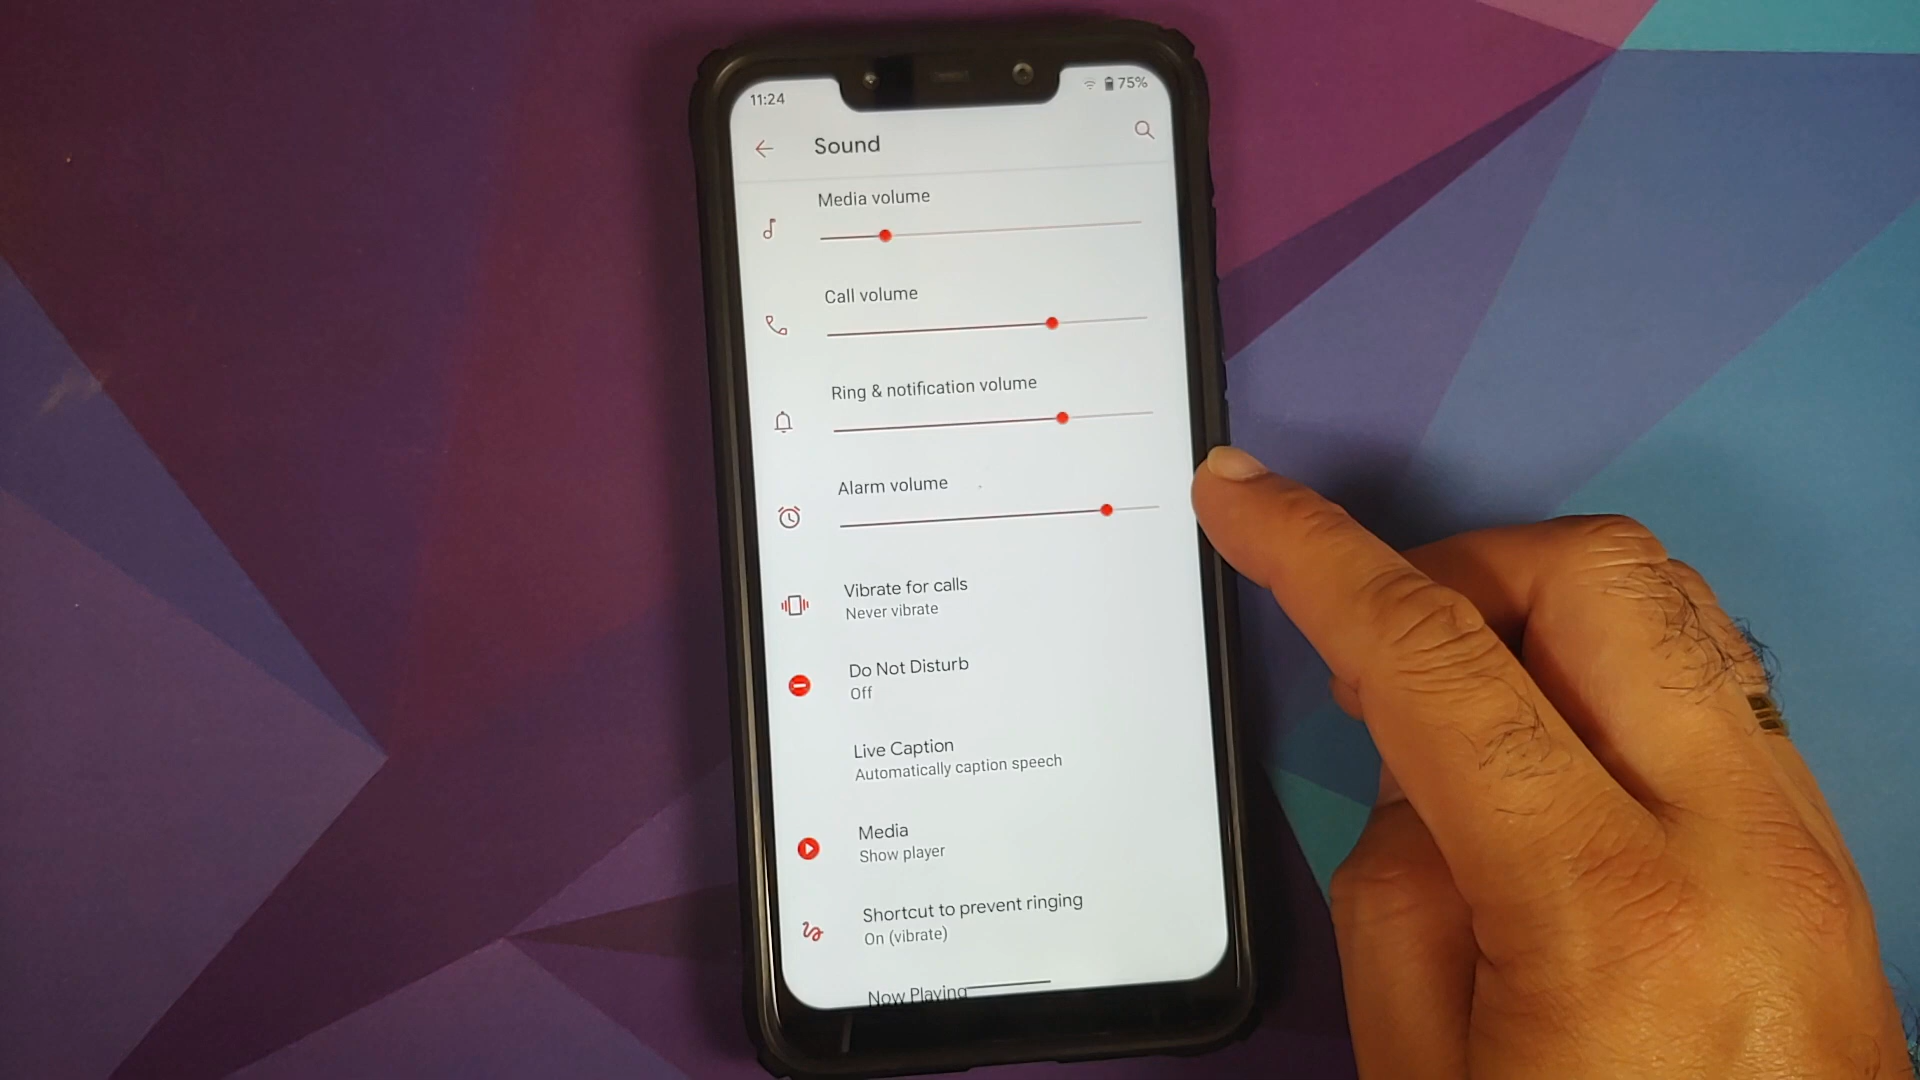 11:24
75%
Sound
Media volume
Call volume
Ring & notification volume
Alarm volume
Vibrate for calls
Never vibrate
Do Not Disturb
Off
Live Caption
Automatically caption speech
Media
Show player
Shortcut to prevent ringing
On (vibrate)
Now Playing